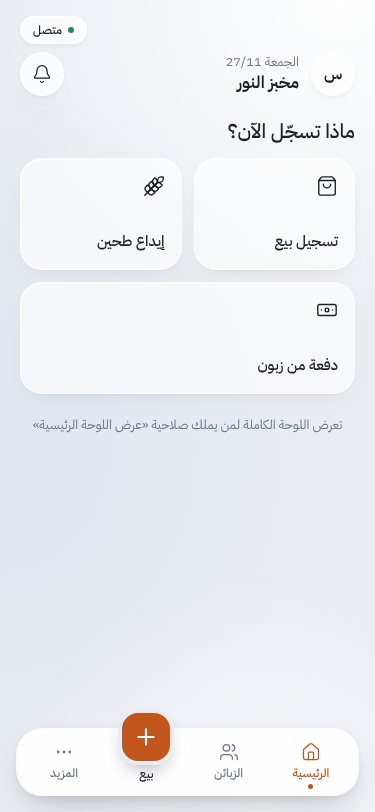 متصل
الجمعة 27/11
مخبز النور
س
ماذا تسجّل الآن؟
تسجيل بيع
إيداع طحين
دفعة من زبون
تعرض اللوحة الكاملة لمن يملك صلاحية «عرض اللوحة الرئيسية»
الرئيسية
الزبائن
بيع
المزيد